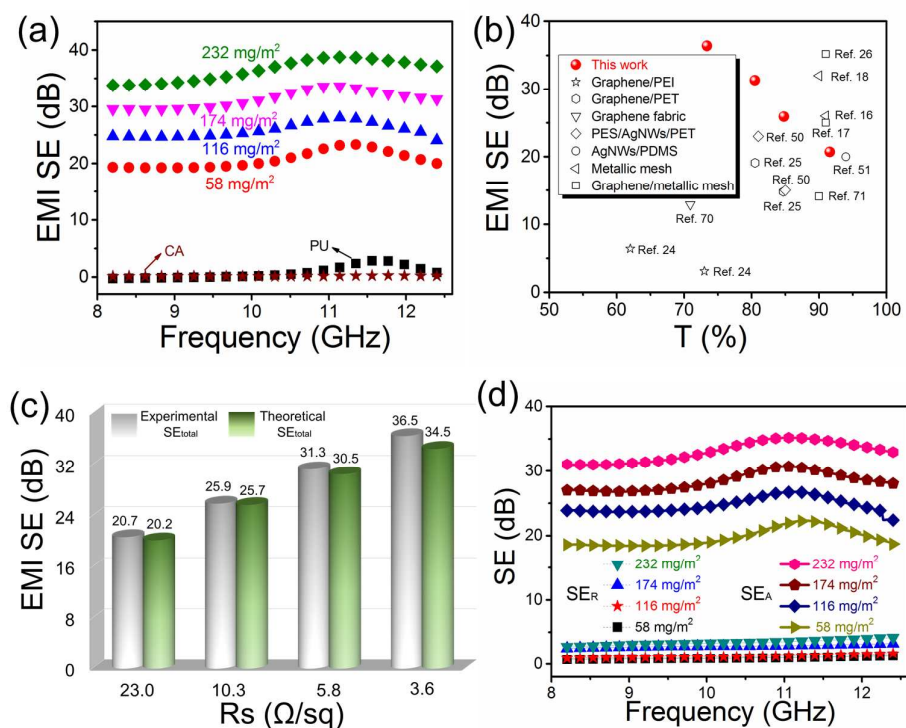 (a)
EMI SE (dB)
40
30
20
10
0
232 mg/m²
174 mg/m²
116 mg/m²
58 mg/m²
CA
PU
8 9 10 11 12
Frequency (GHz)
(b)
EMI SE (dB)
40
30
20
10
0
This work
Graphene/PEI
Graphene/PET
Graphene fabric
PES/AgNWs/PET
AgNWs/PDMS
Metallic mesh
Graphene/metallic mesh
Ref. 26
Ref. 18
Ref. 16
Ref. 17
Ref. 50
Ref. 25
Ref. 50
Ref. 51
Ref. 25
Ref. 71
Ref. 70
Ref. 24
Ref. 24
50 60 70 80 90 100
T (%)
(c)
EMI SE (dB)
40
32
24
16
8
0
Experimental
SEtotal
Theoretical
SEtotal
20.7 20.2
25.9 25.7
31.3 30.5
36.5 34.5
23.0 10.3 5.8 3.6
Rs (Ω/sq)
(d)
SE (dB)
40
30
20
10
0
SER
232 mg/m²
174 mg/m²
116 mg/m²
58 mg/m²
SEA
232 mg/m²
174 mg/m²
116 mg/m²
58 mg/m²
8 9 10 11 12
Frequency (GHz)